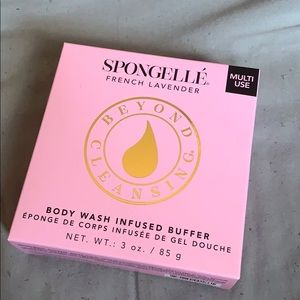 SPONGELLÉ®
FRENCH LAVENDER
MULTI
USE
BEYOND
CLEANSING®
BODY WASH INFUSED BUFFER
ÉPONGE DE CORPS INFUSÉE DE GEL DOUCHE
NET. WT.: 3 oz. / 85 g